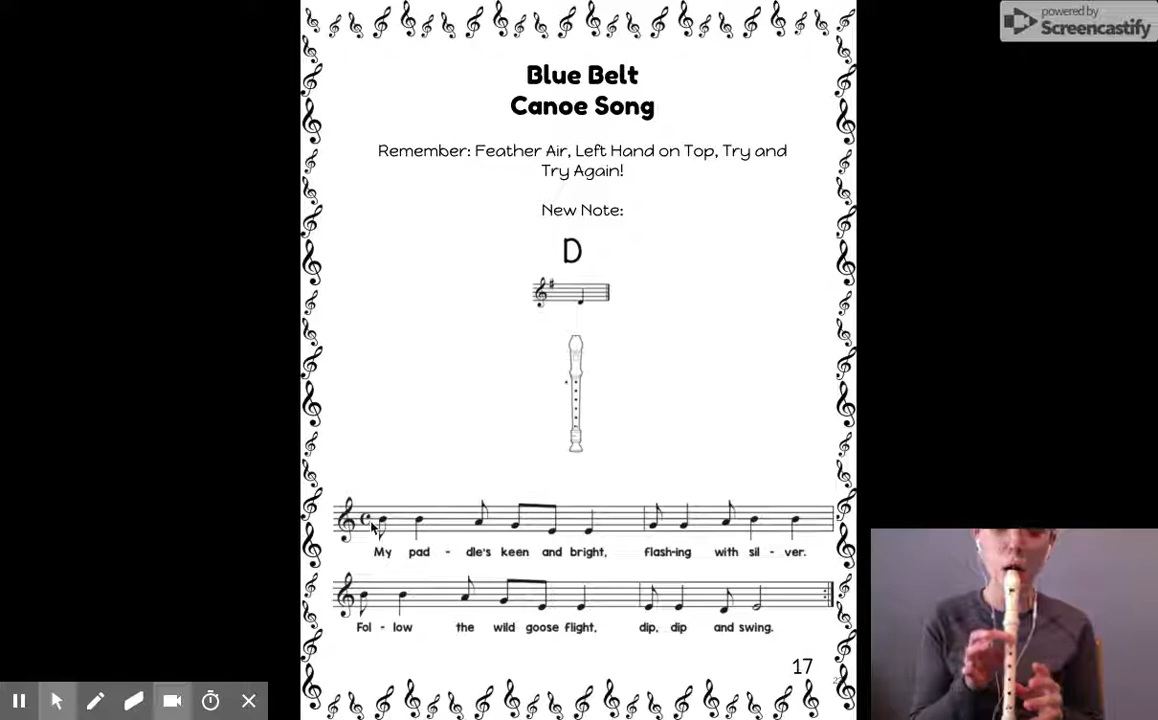 powered by
Screencastify
Blue Belt
Canoe Song
Remember: Feather Air, Left Hand on Top, Try and
Try Again!
New Note:
D
My pad - dle's keen and bright, flash-ing with sil - ver.
Fol - low the wild goose flight, dip, dip and swing.
17